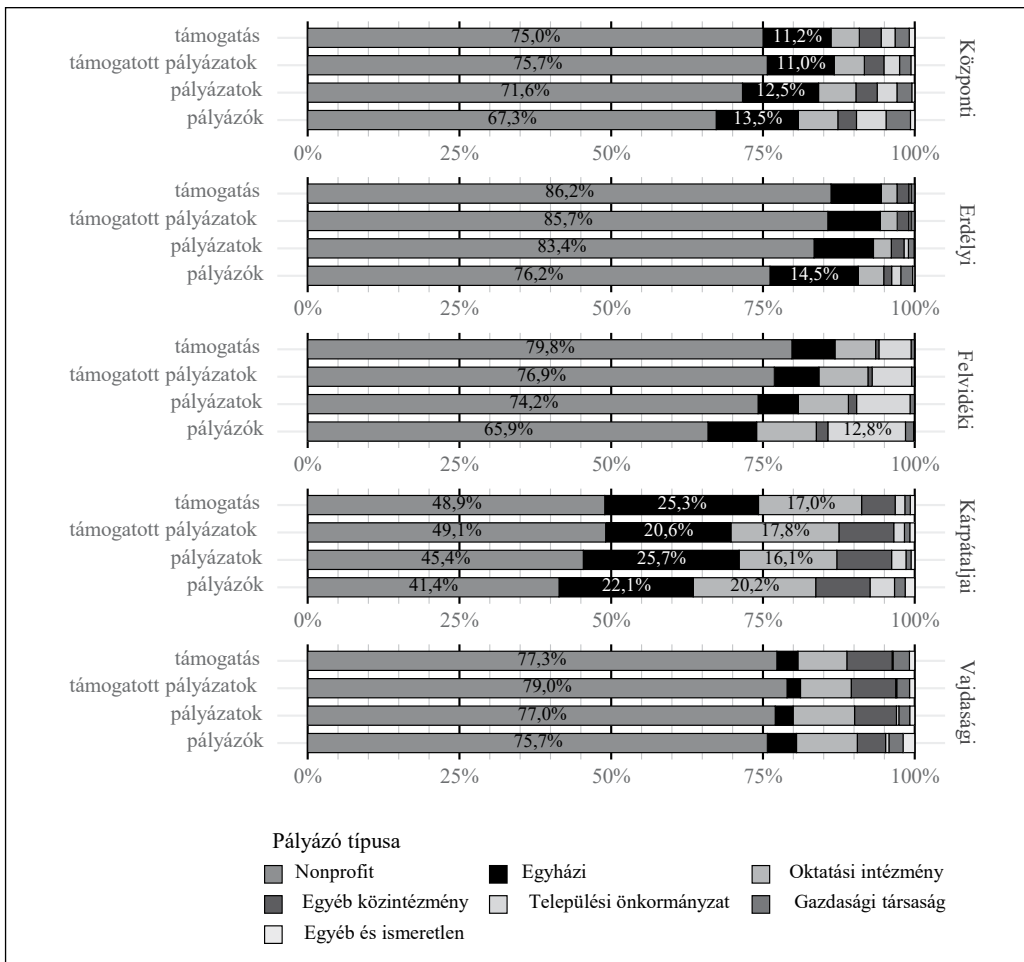 támogatás 75,0% 11,2%
támogatott pályázatok 75,7% 11,0%
pályázatok 71,6% 12,5%
pályázók 67,3% 13,5%
Központi
0% 25% 50% 75% 100%
támogatás 86,2%
támogatott pályázatok 85,7%
pályázatok 83,4%
pályázók 76,2% 14,5%
Erdélyi
0% 25% 50% 75% 100%
támogatás 79,8%
támogatott pályázatok 76,9%
pályázatok 74,2%
pályázók 65,9% 12,8%
Felvidéki
0% 25% 50% 75% 100%
támogatás 48,9% 25,3% 17,0%
támogatott pályázatok 49,1% 20,6% 17,8%
pályázatok 45,4% 25,7% 16,1%
pályázók 41,4% 22,1% 20,2%
Kárpátaljai
0% 25% 50% 75% 100%
támogatás 77,3%
támogatott pályázatok 79,0%
pályázatok 77,0%
pályázók 75,7%
Vajdasági
0% 25% 50% 75% 100%
Pályázó típusa
Nonprofit Egyházi Oktatási intézmény
Egyéb közintézmény Települési önkormányzat Gazdasági társaság
Egyéb és ismeretlen